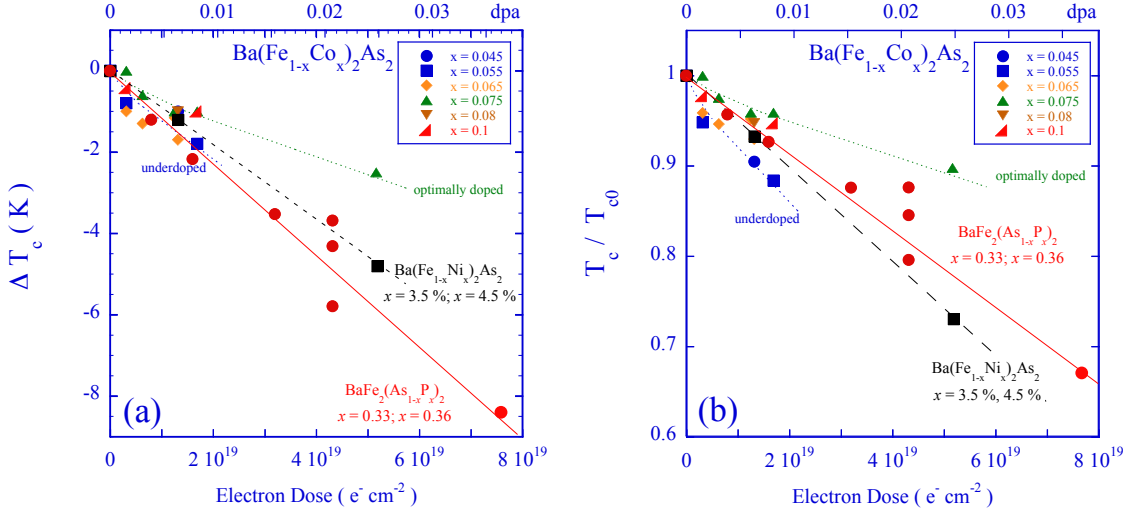 0 0.01 0.02 0.03 dpa
Ba(Fe1-xCox)2As2
x = 0.045
x = 0.055
x = 0.065
x = 0.075
x = 0.08
x = 0.1
0
-2
-4
-6
-8
Δ Tc ( K )
underdoped
optimally doped
Ba(Fe1-xNix)2As2
x = 3.5 %; x = 4.5 %
BaFe2(As1-xPx)2
x = 0.33; x = 0.36
(a)
0 2 10^19 4 10^19 6 10^19 8 10^19
Electron Dose ( e- cm-2 )
0 0.01 0.02 0.03 dpa
Ba(Fe1-xCox)2As2
x = 0.045
x = 0.055
x = 0.065
x = 0.075
x = 0.08
x = 0.1
1
0.9
0.8
0.7
0.6
Tc / Tc0
optimally doped
underdoped
BaFe2(As1-xPx)2
x = 0.33; x = 0.36
Ba(Fe1-xNix)2As2
x = 3.5 %, 4.5 % .
(b)
0 2 10^19 4 10^19 6 10^19 8 10^19
Electron Dose ( e- cm-2 )